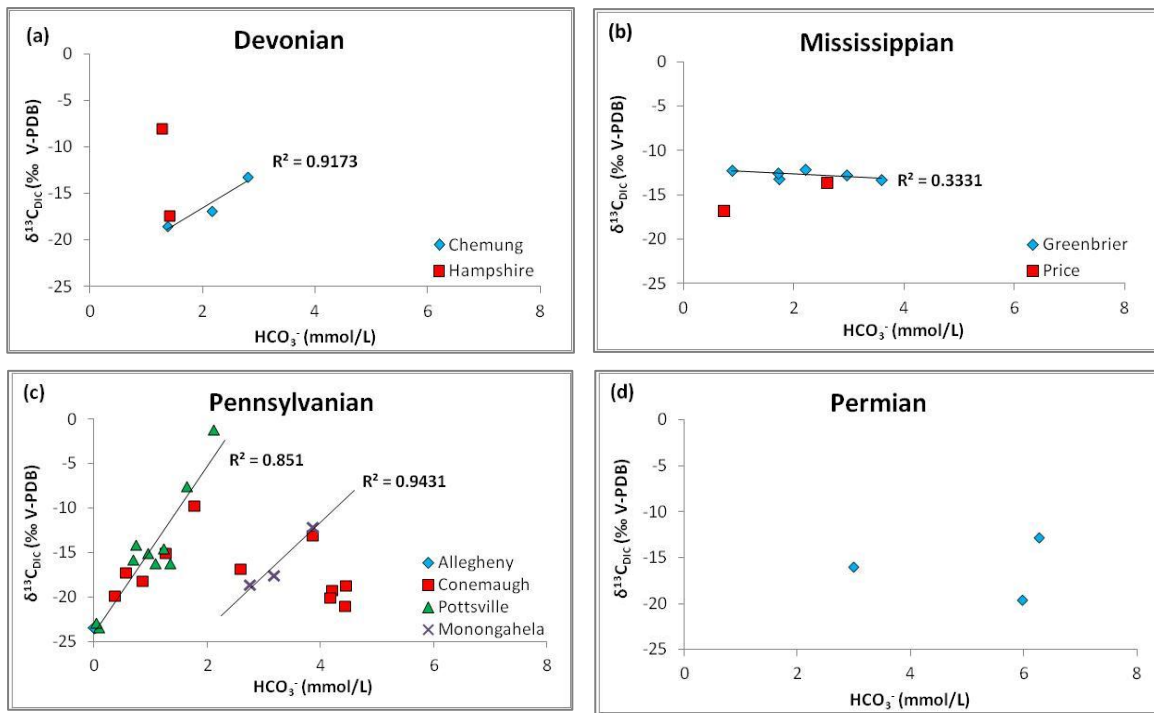 (a)
Devonian
0
-5
-10
-15
-20
-25
δ¹³C_DIC (‰ V-PDB)
R² = 0.9173
Chemung
Hampshire
0 2 4 6 8
HCO₃⁻ (mmol/L)
(b)
Mississippian
0
-5
-10
-15
-20
-25
δ¹³C_DIC (‰ V-PDB)
R² = 0.3331
Greenbrier
Price
0 2 4 6 8
HCO₃⁻ (mmol/L)
(c)
Pennsylvanian
0
-5
-10
-15
-20
-25
δ¹³C_DIC (‰ V-PDB)
R² = 0.851
R² = 0.9431
Allegheny
Conemaugh
Pottsville
Monongahela
0 2 4 6 8
HCO₃⁻ (mmol/L)
(d)
Permian
0
-5
-10
-15
-20
-25
δ¹³C_DIC (‰ V-PDB)
0 2 4 6 8
HCO₃⁻ (mmol/L)